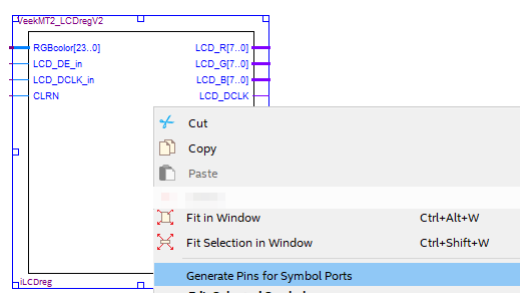 VeekMT2_LCDregV2
RGBcolor[23..0]
LCD_DE_in
LCD_DCLK_in
CLRN
LCD_R[7..0]
LCD_G[7..0]
LCD_B[7..0]
LCD_DCLK
Cut
Copy
Paste
Fit in Window Ctrl+Alt+W
Fit Selection in Window Ctrl+Shift+W
Generate Pins for Symbol Ports
iLCDreg